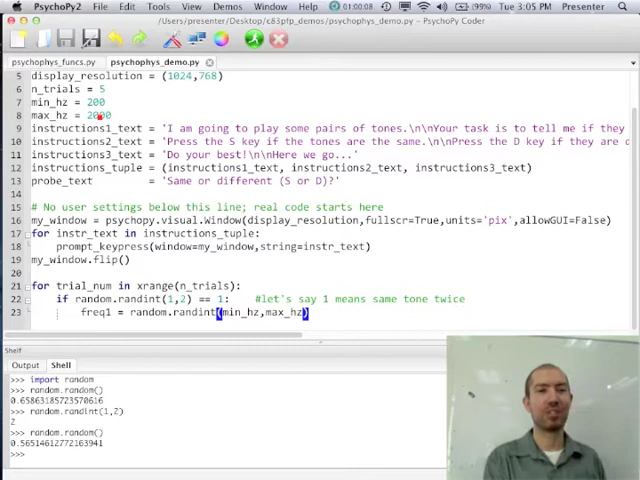 PsychoPy2 File Edit View Demos Window Help 01:00:08 (99%) Tue 3:05 PM Presenter
/Users/presenter/Desktop/c83pfp_demos/psychophys_demo.py - PsychoPy Coder
psychophys_funcs.py psychophys_demo.py
5 display_resolution = (1024,768)
6 n_trials = 5
7 min_hz = 200
8 max_hz = 2000
9 instructions1_text = 'I am going to play some pairs of tones.\n\nYour task is to tell me if they
10 instructions2_text = 'Press the S key if the tones are the same.\n\nPress the D key if they are d
11 instructions3_text = 'Do your best!\n\nHere we go...'
12 instructions_tuple = (instructions1_text, instructions2_text, instructions3_text)
13 probe_text = 'Same or different (S or D)?'
14
15 # No user settings below this line; real code starts here
16 my_window = psychopy.visual.Window(display_resolution,fullscr=True,units='pix',allowGUI=False)
17 for instr_text in instructions_tuple:
18 prompt_keypress(window=my_window,string=instr_text)
19 my_window.flip()
20
21 for trial_num in xrange(n_trials):
22 if random.randint(1,2) == 1: #let's say 1 means same tone twice
23 freq1 = random.randint(min_hz,max_hz)
Shell
Output Shell
>>> import random
>>> random.random()
0.65863185723570616
>>> random.randint(1,2)
2
>>> random.random()
0.56514612772163941
>>>